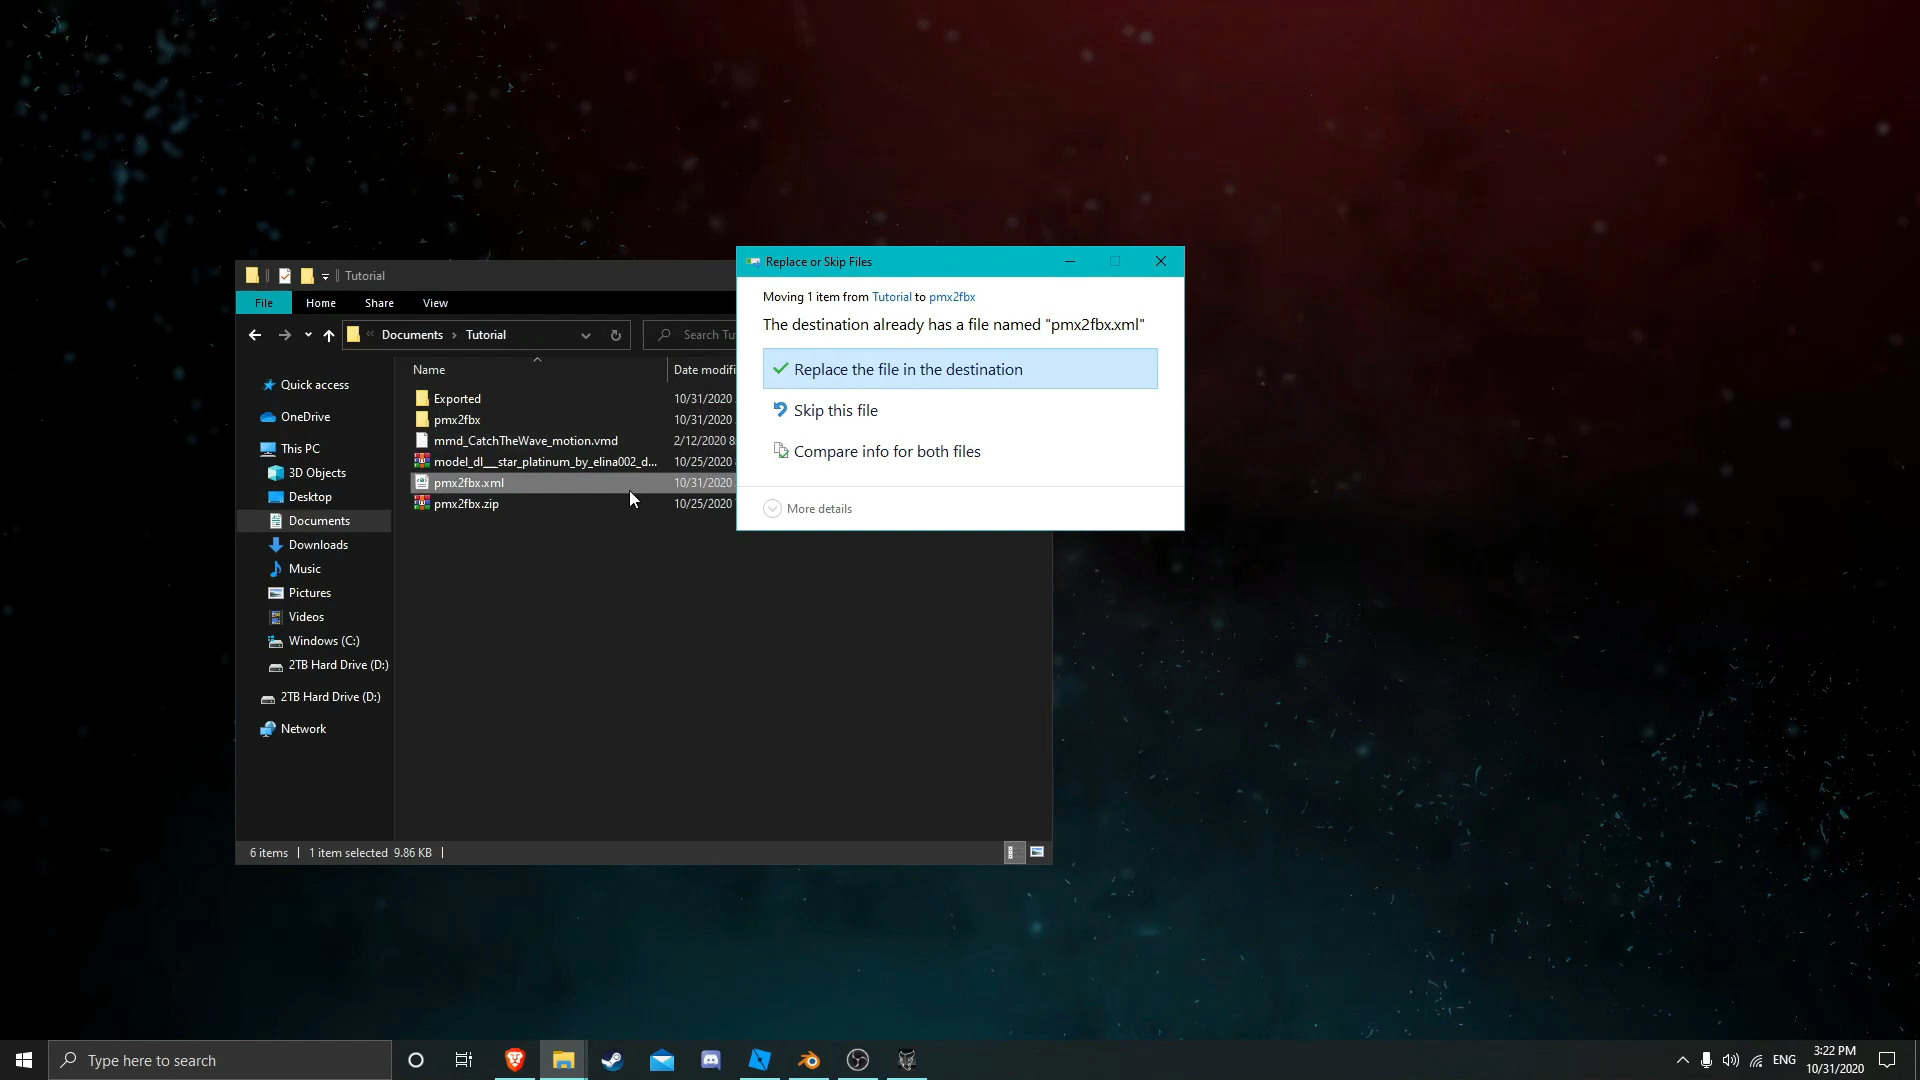 Tutorial
File Home Share View
Documents Tutorial
Search Tu
Name Date modifi
Exported 10/31/2020
pmx2fbx 10/31/2020
mmd_CatchTheWave_motion.vmd 2/12/2020 8
model_dl__star_platinum_by_elina002_d... 10/25/2020
pmx2fbx.xml 10/31/2020
pmx2fbx.zip 10/25/2020
Quick access
OneDrive
This PC
3D Objects
Desktop
Documents
Downloads
Music
Pictures
Videos
Windows (C:)
2TB Hard Drive (D:)
2TB Hard Drive (D:)
Network
6 items 1 item selected 9.86 KB
Replace or Skip Files
Moving 1 item from Tutorial to pmx2fbx
The destination already has a file named "pmx2fbx.xml"
Replace the file in the destination
Skip this file
Compare info for both files
More details
Type here to search
ENG
3:22 PM
10/31/2020